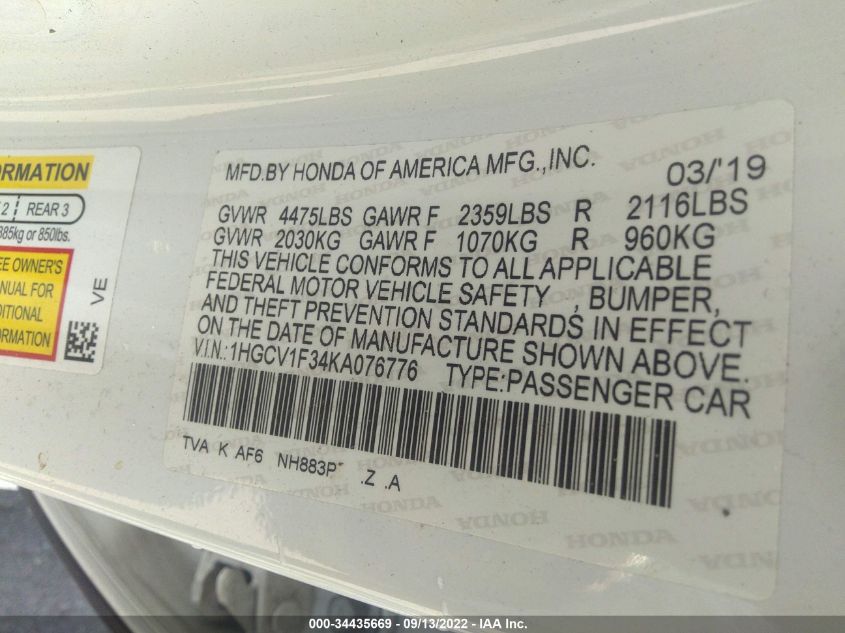 ORMATION
2 REAR 3
385kg or 850lbs.
EE OWNER'S
NUAL FOR
DITIONAL
ORMATION
VE
MFD.BY HONDA OF AMERICA MFG.,INC. 03/'19
GVWR 4475LBS GAWR F 2359LBS R 2116LBS
GVWR 2030KG GAWR F 1070KG R 960KG
THIS VEHICLE CONFORMS TO ALL APPLICABLE
FEDERAL MOTOR VEHICLE SAFETY , BUMPER,
AND THEFT PREVENTION STANDARDS IN EFFECT
ON THE DATE OF MANUFACTURE SHOWN ABOVE.
V.I.N.: 1HGCV1F34KA076776 TYPE:PASSENGER CAR
TVA K AF6 NH883P .Z .A
HONDA
000-34435669 - 09/13/2022 - IAA Inc.